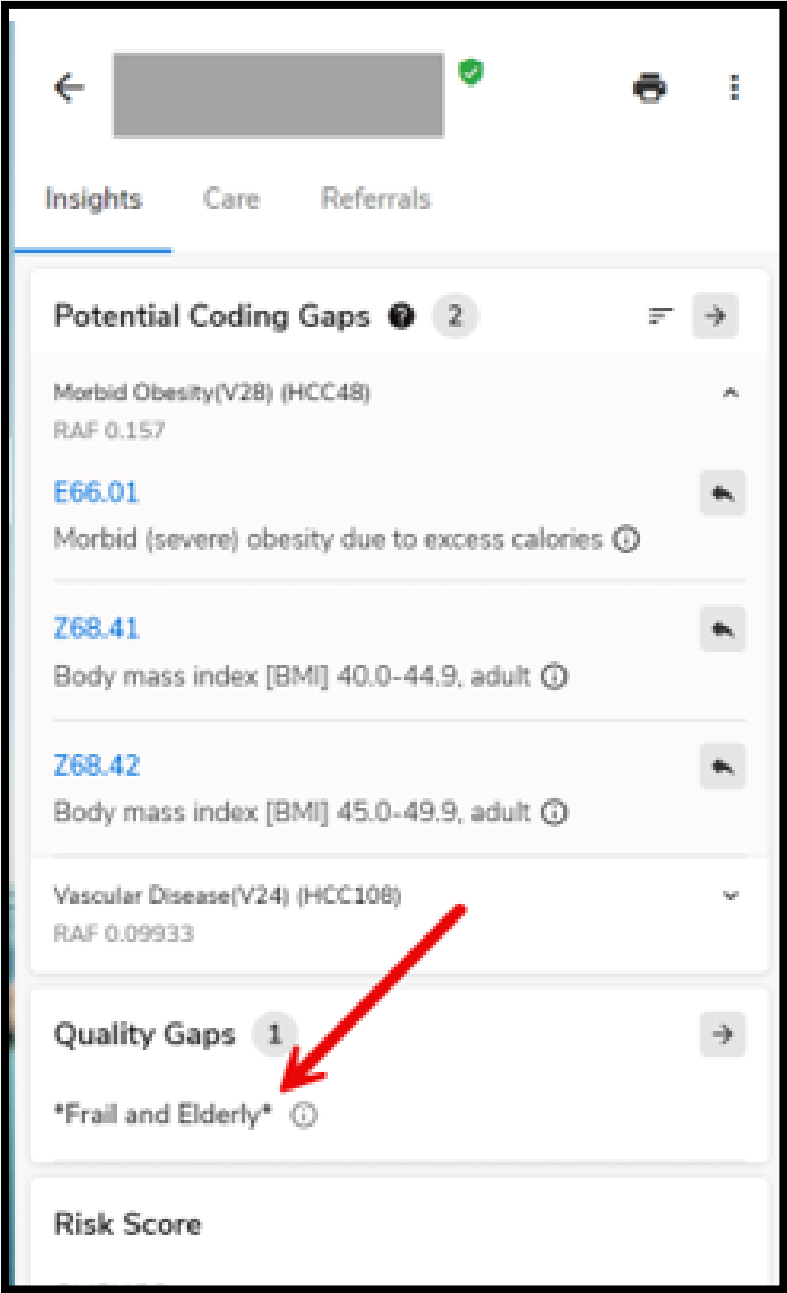 Insights Care Referrals
Potential Coding Gaps ? 2
Morbid Obesity(V28) (HCC48)
RAF 0.157
E66.01
Morbid (severe) obesity due to excess calories
Z68.41
Body mass index [BMI] 40.0-44.9, adult
Z68.42
Body mass index [BMI] 45.0-49.9, adult
Vascular Disease(V24) (HCC108)
RAF 0.09933
Quality Gaps 1
*Frail and Elderly*
Risk Score